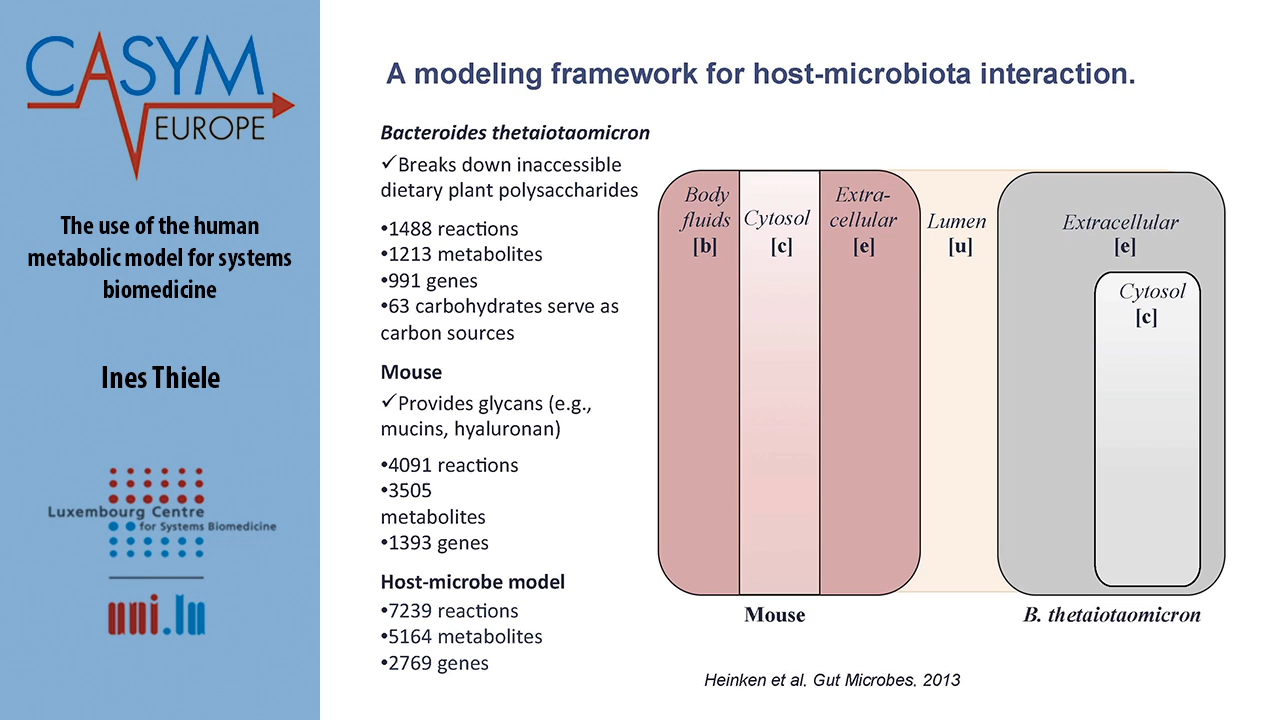 CASYM
EUROPE
The use of the human
metabolic model for systems
biomedicine
Ines Thiele
Luxembourg Centre
for Systems Biomedicine
uni.lu
A modeling framework for host-microbiota interaction.
Bacteroides thetaiotaomicron
✓Breaks down inaccessible
dietary plant polysaccharides
•1488 reactions
•1213 metabolites
•991 genes
•63 carbohydrates serve as
carbon sources
Mouse
✓Provides glycans (e.g.,
mucins, hyaluronan)
•4091 reactions
•3505
metabolites
•1393 genes
Host-microbe model
•7239 reactions
•5164 metabolites
•2769 genes
Body
fluids
[b]
Cytosol
[c]
Extra-
cellular
[e]
Lumen
[u]
Extracellular
[e]
Cytosol
[c]
Mouse
B. thetaiotaomicron
Heinken et al, Gut Microbes, 2013